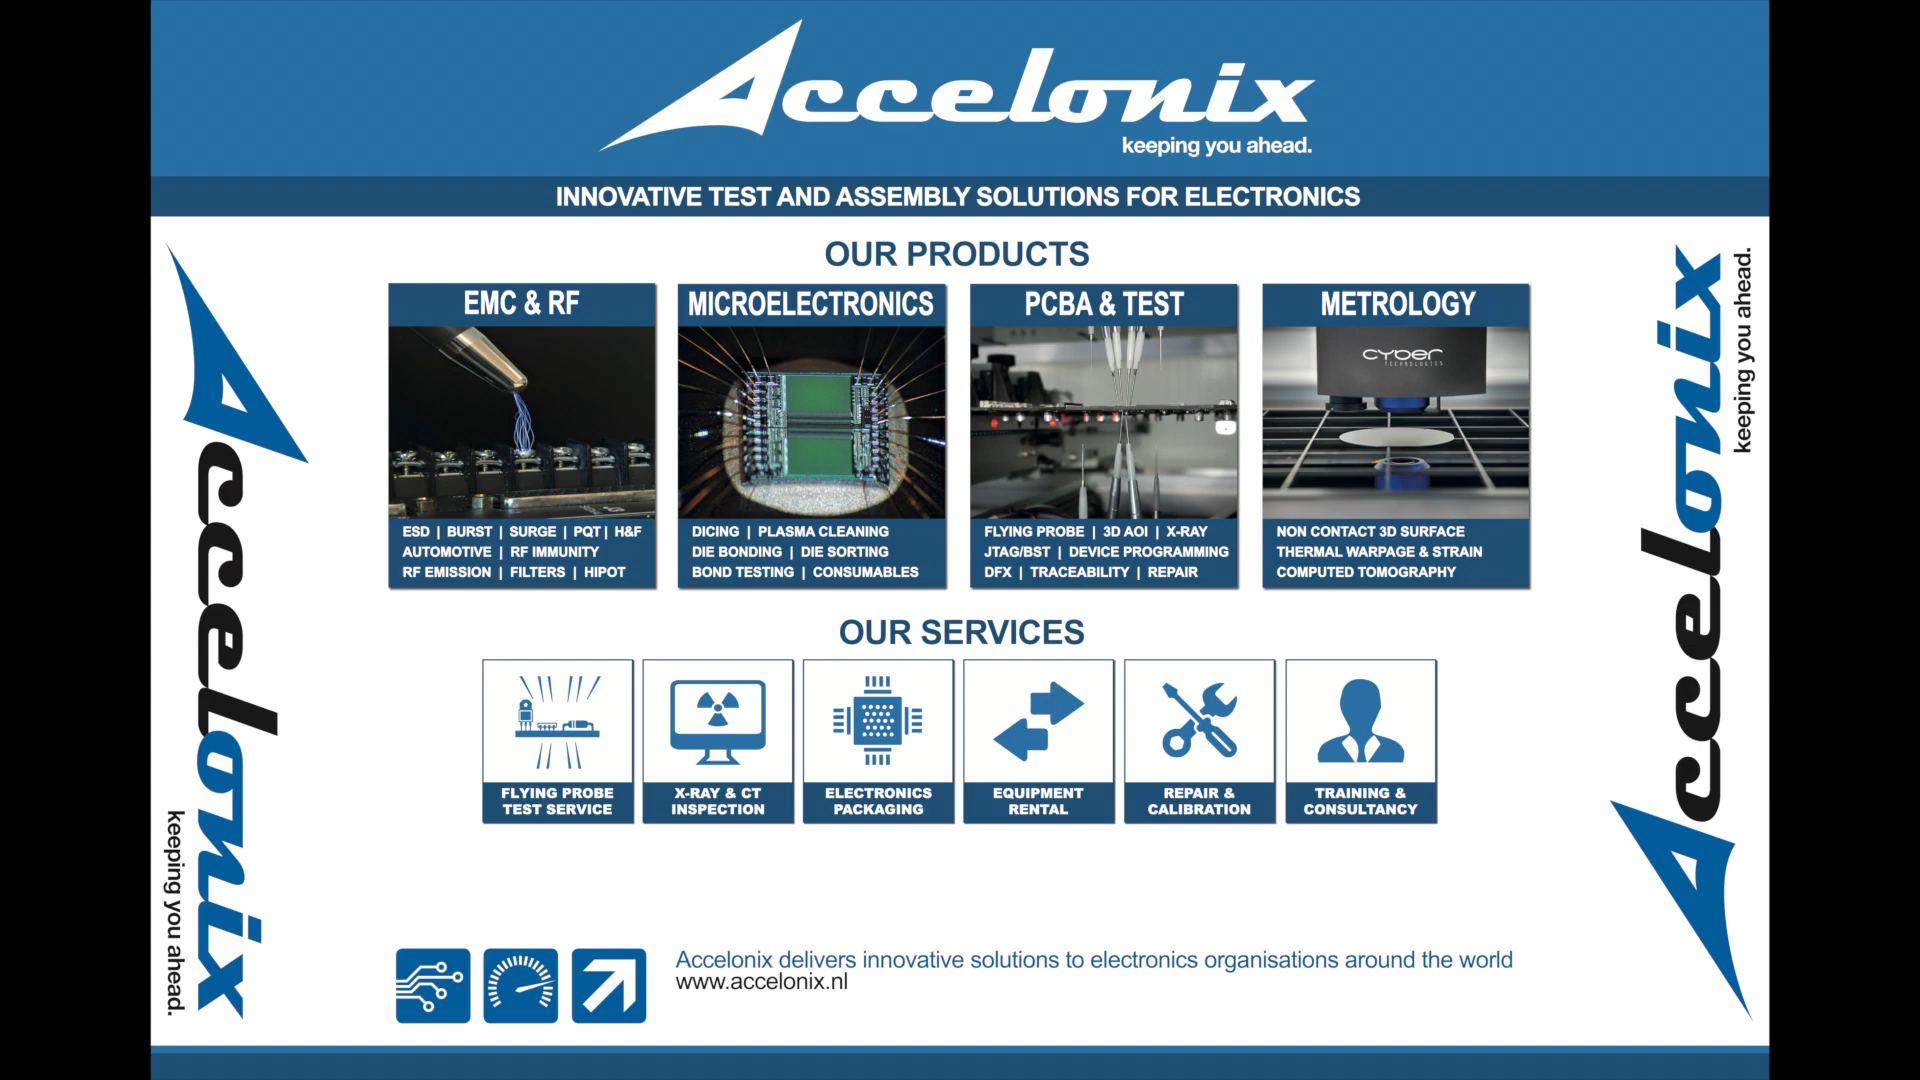 Accelonix
keeping you ahead.
INNOVATIVE TEST AND ASSEMBLY SOLUTIONS FOR ELECTRONICS
OUR PRODUCTS
EMC & RF
ESD | BURST | SURGE | PQT | H&F
AUTOMOTIVE | RF IMMUNITY
RF EMISSION | FILTERS | HIPOT
MICROELECTRONICS
DICING | PLASMA CLEANING
DIE BONDING | DIE SORTING
BOND TESTING | CONSUMABLES
PCBA & TEST
FLYING PROBE | 3D AOI | X-RAY
JTAG/BST | DEVICE PROGRAMMING
DFX | TRACEABILITY | REPAIR
METROLOGY
CYBER
TECHNOLOGIES
NON CONTACT 3D SURFACE
THERMAL WARPAGE & STRAIN
COMPUTED TOMOGRAPHY
OUR SERVICES
FLYING PROBE
TEST SERVICE
X-RAY & CT
INSPECTION
ELECTRONICS
PACKAGING
EQUIPMENT
RENTAL
REPAIR &
CALIBRATION
TRAINING &
CONSULTANCY
Accelonix delivers innovative solutions to electronics organisations around the world
www.accelonix.nl
Accelonix
keeping you ahead.
Accelonix
keeping you ahead.